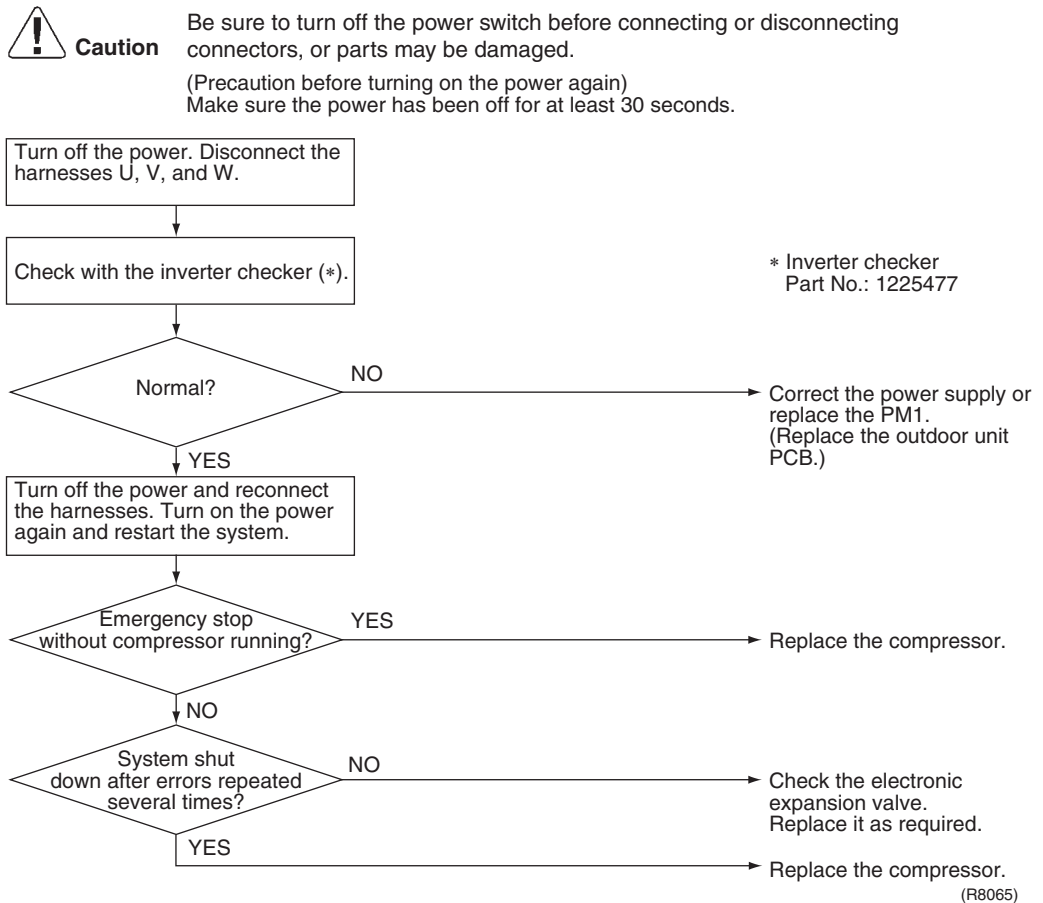 Caution
Be sure to turn off the power switch before connecting or disconnecting
connectors, or parts may be damaged.
(Precaution before turning on the power again)
Make sure the power has been off for at least 30 seconds.
Turn off the power. Disconnect the
harnesses U, V, and W.
Check with the inverter checker (*).
* Inverter checker
Part No.: 1225477
Normal?
NO
Correct the power supply or
replace the PM1.
(Replace the outdoor unit
PCB.)
YES
Turn off the power and reconnect
the harnesses. Turn on the power
again and restart the system.
Emergency stop
without compressor running?
YES
Replace the compressor.
NO
System shut
down after errors repeated
several times?
NO
Check the electronic
expansion valve.
Replace it as required.
YES
Replace the compressor.
(R8065)